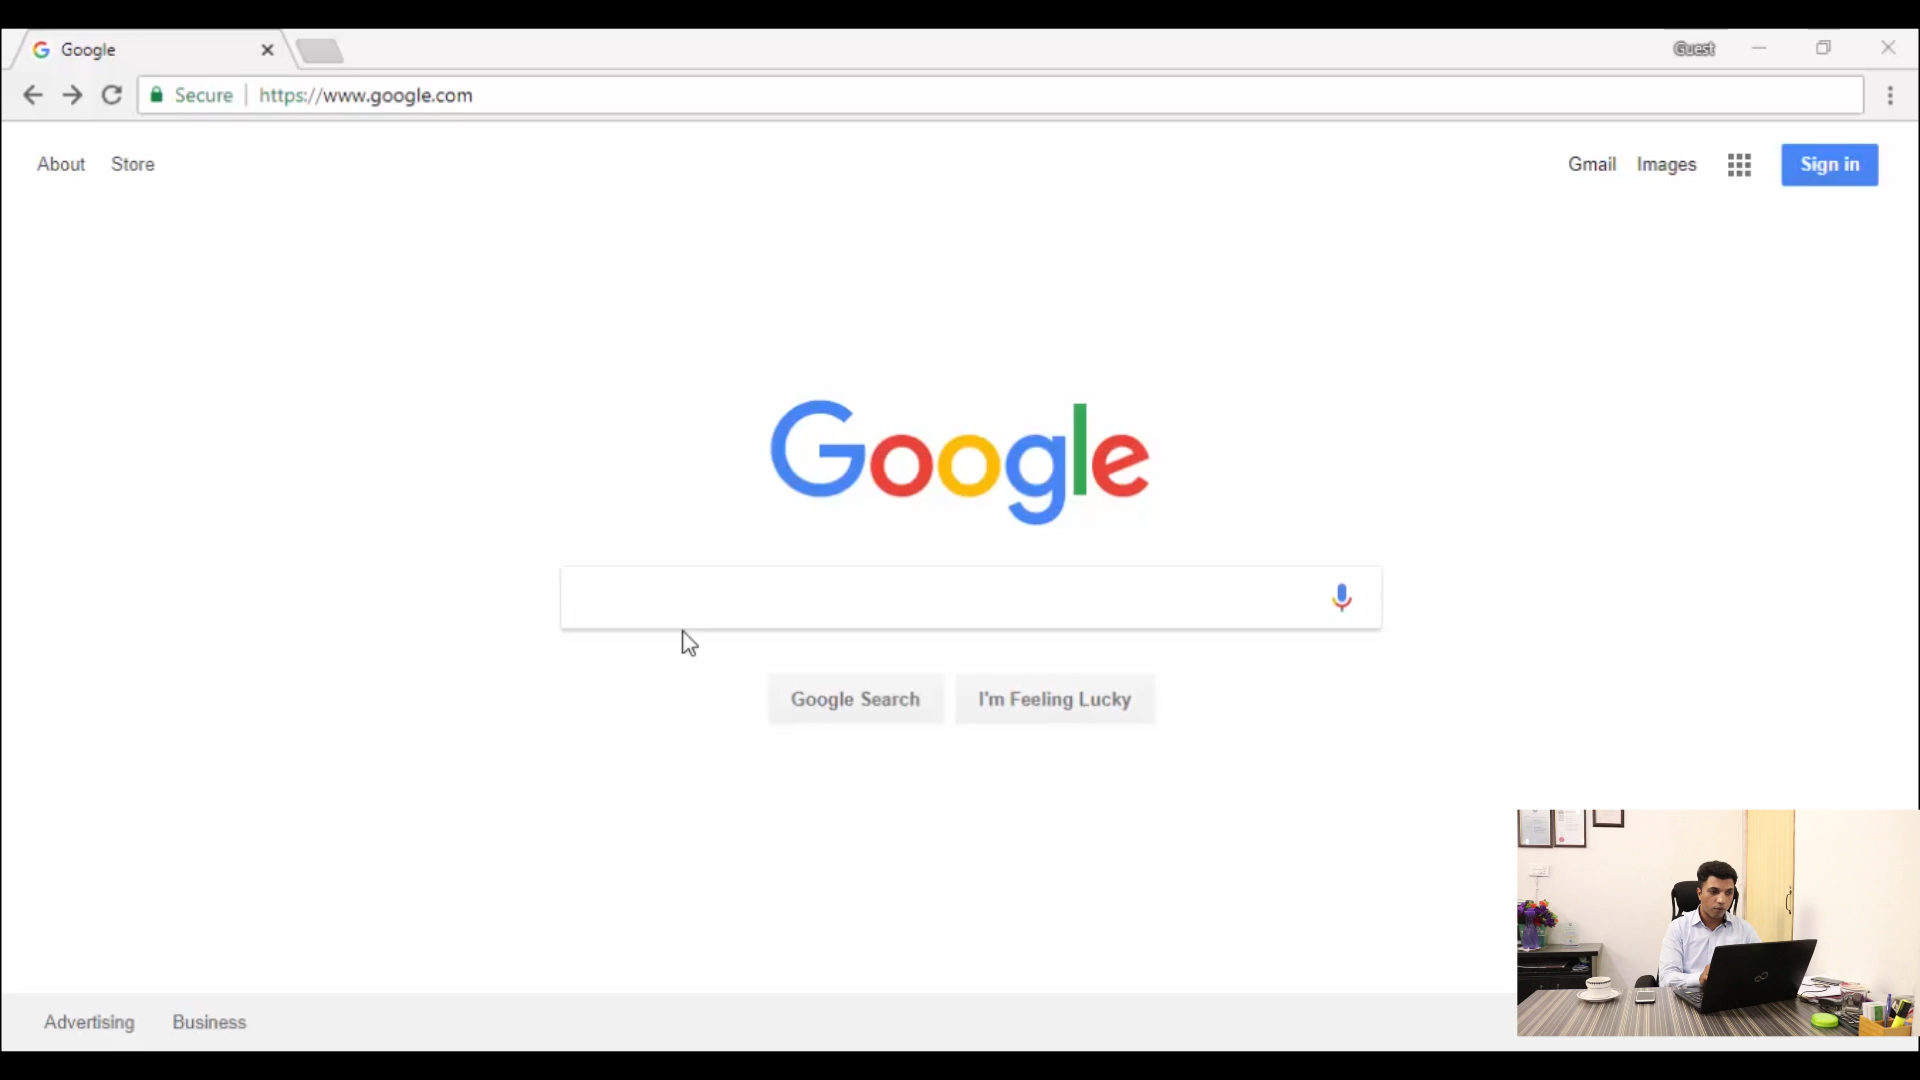 Google
Guest
Secure https://www.google.com
About Store
Gmail Images Sign in
Google
Google Search I'm Feeling Lucky
Advertising Business